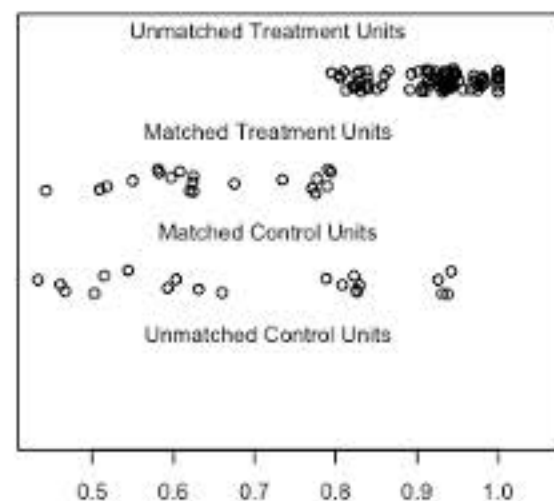 Unmatched Treatment Units
Matched Treatment Units
Matched Control Units
Unmatched Control Units
0.5 0.6 0.7 0.8 0.9 1.0